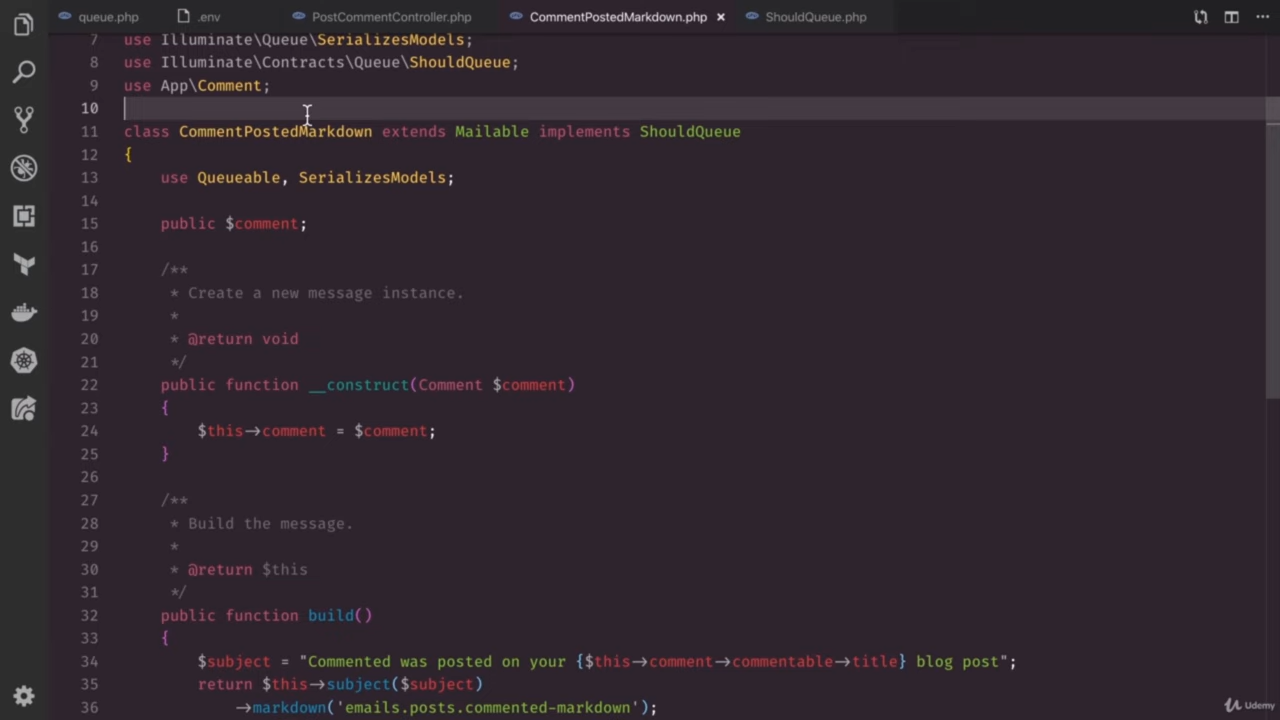 queue.php .env PostCommentController.php CommentPostedMarkdown.php × ShouldQueue.php ...
7 use Illuminate\Queue\SerializesModels;
8 use Illuminate\Contracts\Queue\ShouldQueue;
9 use App\Comment;
10
11 class CommentPostedMarkdown extends Mailable implements ShouldQueue
12 {
13 use Queueable, SerializesModels;
14
15 public $comment;
16
17 /**
18 * Create a new message instance.
19 *
20 * @return void
21 */
22 public function __construct(Comment $comment)
23 {
24 $this->comment = $comment;
25 }
26
27 /**
28 * Build the message.
29 *
30 * @return $this
31 */
32 public function build()
33 {
34 $subject = "Commented was posted on your {$this->comment->commentable->title} blog post";
35 return $this->subject($subject)
36 ->markdown('emails.posts.commented-markdown');
Udemy